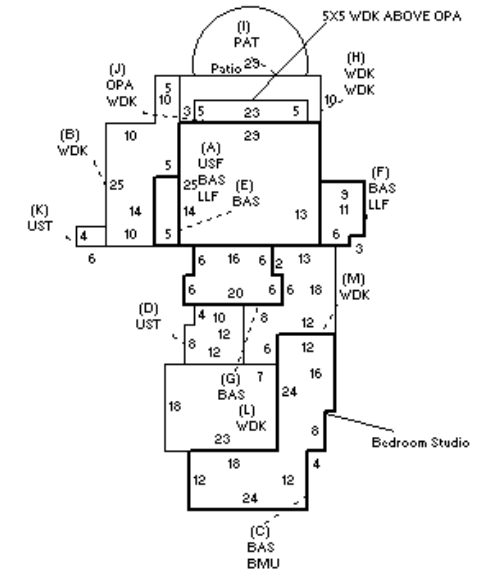 5X5 WDK ABOVE OPA
(I)
PAT
Patio 29
(J)
OPA
WDK
(H)
WDK
WDK
5
10
10
3 5 23 5
(B)
WDK
10
29
(A)
USF
BAS
LLF
5
25
25
(E)
BAS
(F)
BAS
LLF
9
11
(K)
UST
14
14
13
4
10
5
6
3
6
6 16 6
2
13
6
20
6 6
18
(M)
WDK
(D)
UST
4 10
8
12
12
8
12
6
12
(G)
BAS
7
16
24
18
(L)
WDK
23
8
Bedroom Studio
18
4
12
12
24
(C)
BAS
BMU